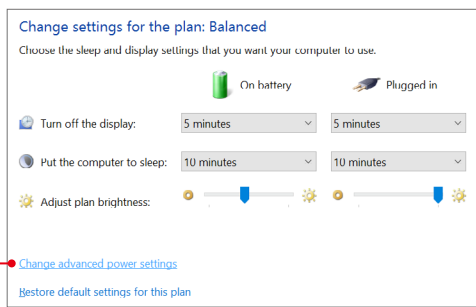 Change settings for the plan: Balanced
Choose the sleep and display settings that you want your computer to use.
On battery Plugged in
Turn off the display: 5 minutes 5 minutes
Put the computer to sleep: 10 minutes 10 minutes
Adjust plan brightness:
Change advanced power settings
Restore default settings for this plan